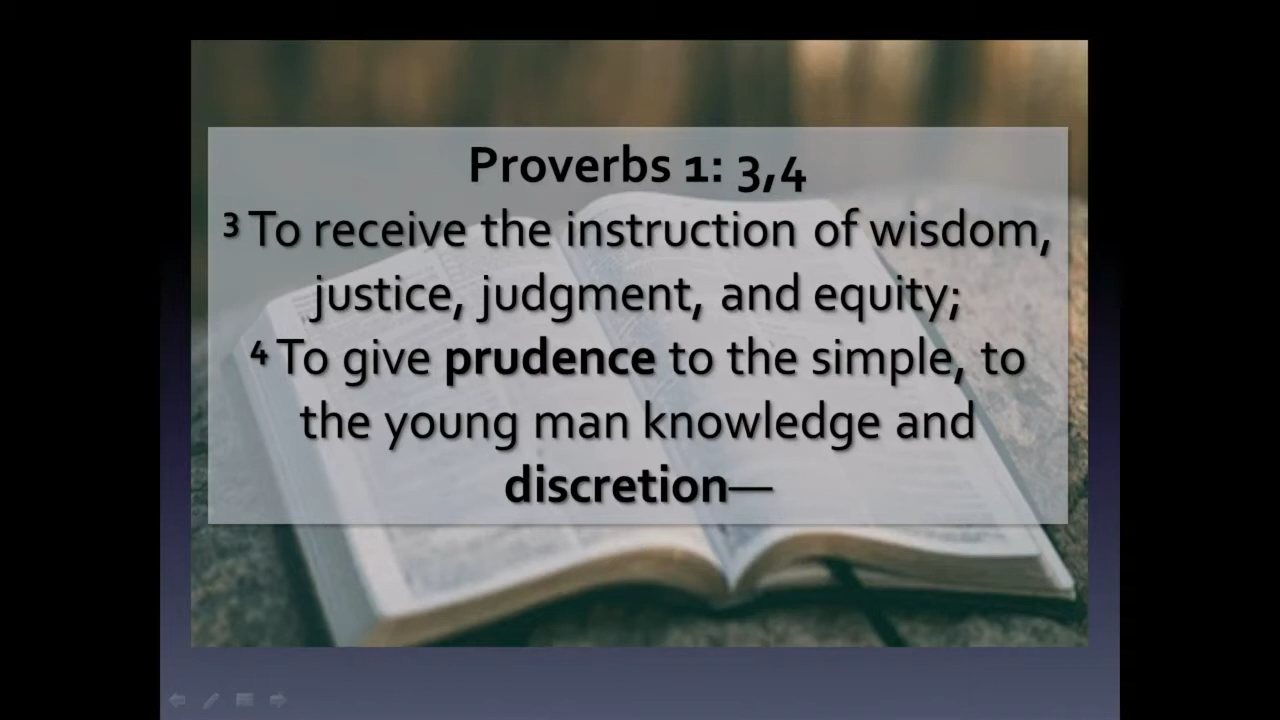 Proverbs 1: 3,4
³ To receive the instruction of wisdom,
justice, judgment, and equity;
⁴ To give prudence to the simple, to
the young man knowledge and
discretion—